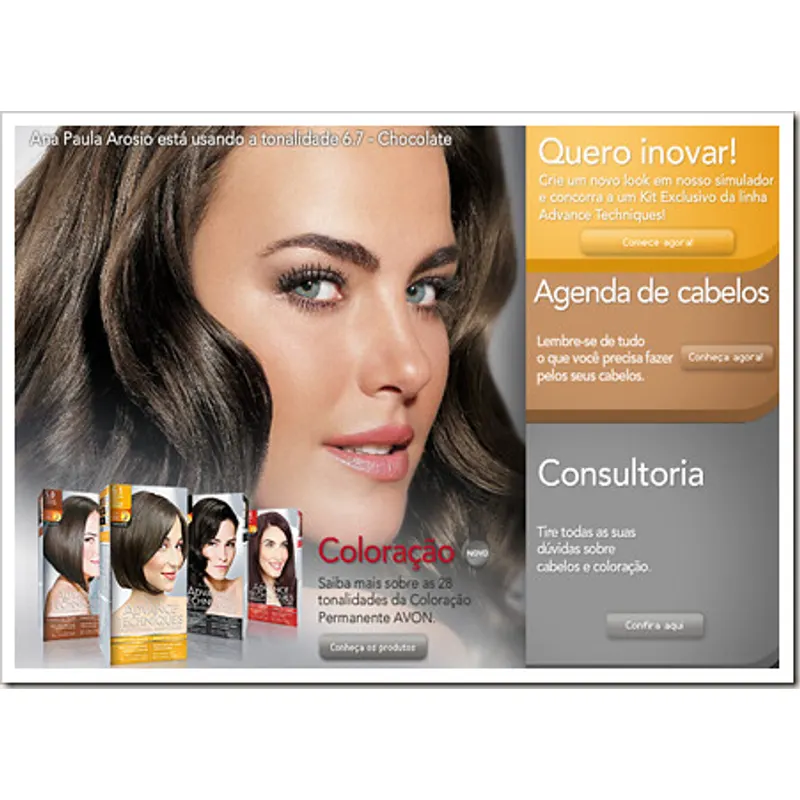 Ana Paula Arosio está usando a tonalidade 6.7 - Chocolate
Quero inovar!
Crie um novo look em nosso simulador
e concorra a um Kit Exclusivo da linha
Advance Techniques!
Comece agora!
Agenda de cabelos
Lembre-se de tudo
o que você precisa fazer
pelos seus cabelos.
Conheça agora!
Consultoria
Tire todas as suas
dúvidas sobre
cabelos e coloração.
Confira aqui
Coloração
NOVO
Saiba mais sobre as 28
tonalidades da Coloração
Permanente AVON.
Conheça os produtos
ADVANCE
TECHNIQUES